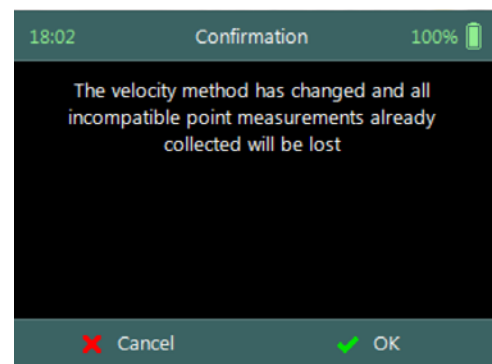 18:02 Confirmation 100%
The velocity method has changed and all
incompatible point measurements already
collected will be lost
Cancel OK